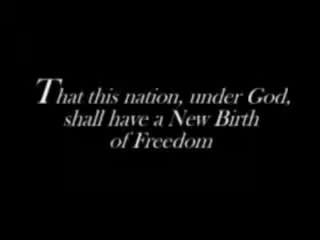 That this nation, under God,
shall have a New Birth
of Freedom